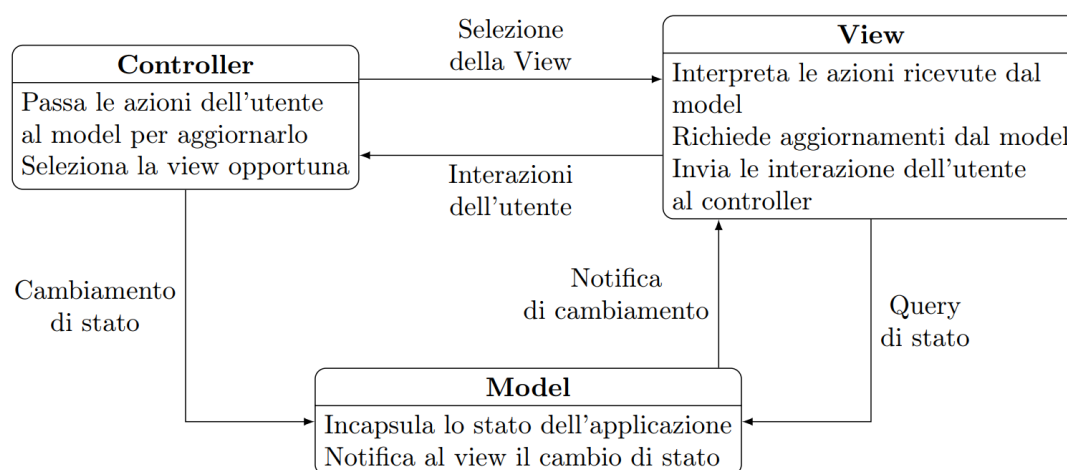 Controller
Passa le azioni dell'utente
al model per aggiornarlo
Seleziona la view opportuna
Selezione
della View
Interazioni
dell'utente
View
Interpreta le azioni ricevute dal
model
Richiede aggiornamenti dal model
Invia le interazione dell'utente
al controller
Cambiamento
di stato
Notifica
di cambiamento
Query
di stato
Model
Incapsula lo stato dell'applicazione
Notifica al view il cambio di stato